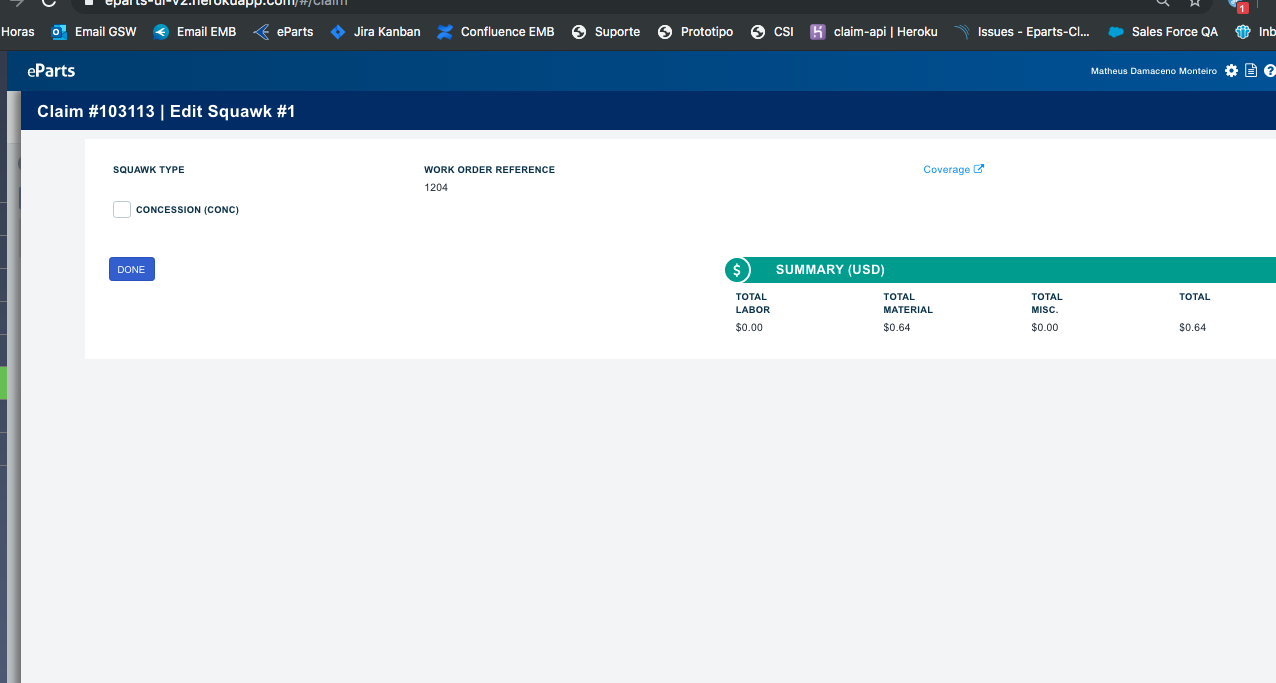 eparts-ui-v2.herokuapp.com/#/claim
1
Horas Email GSW Email EMB eParts Jira Kanban Confluence EMB Suporte Prototipo CSI claim-api | Heroku Issues - Eparts-Cl... Sales Force QA Inb
eParts
Matheus Damaceno Monteiro
Claim #103113 | Edit Squawk #1
SQUAWK TYPE
WORK ORDER REFERENCE
Coverage
1204
CONCESSION (CONC)
DONE
$ SUMMARY (USD)
TOTAL LABOR
TOTAL MATERIAL
TOTAL MISC.
TOTAL
$0.00 $0.64 $0.00 $0.64